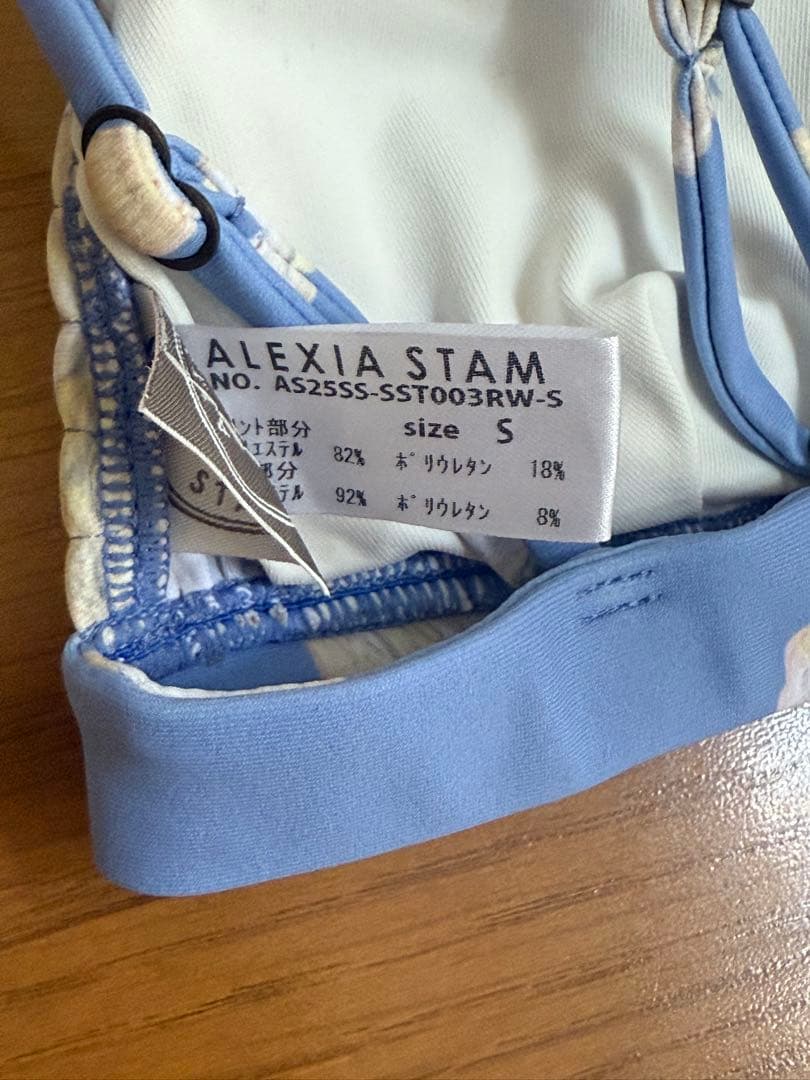 ALEXIA STAM
NO. AS25SS-SST003RW-S
size S
ント部分
エステル 82% ﾎﾟﾘｳﾚﾀﾝ 18%
部分
テル 92% ﾎﾟﾘｳﾚﾀﾝ 8%
ST